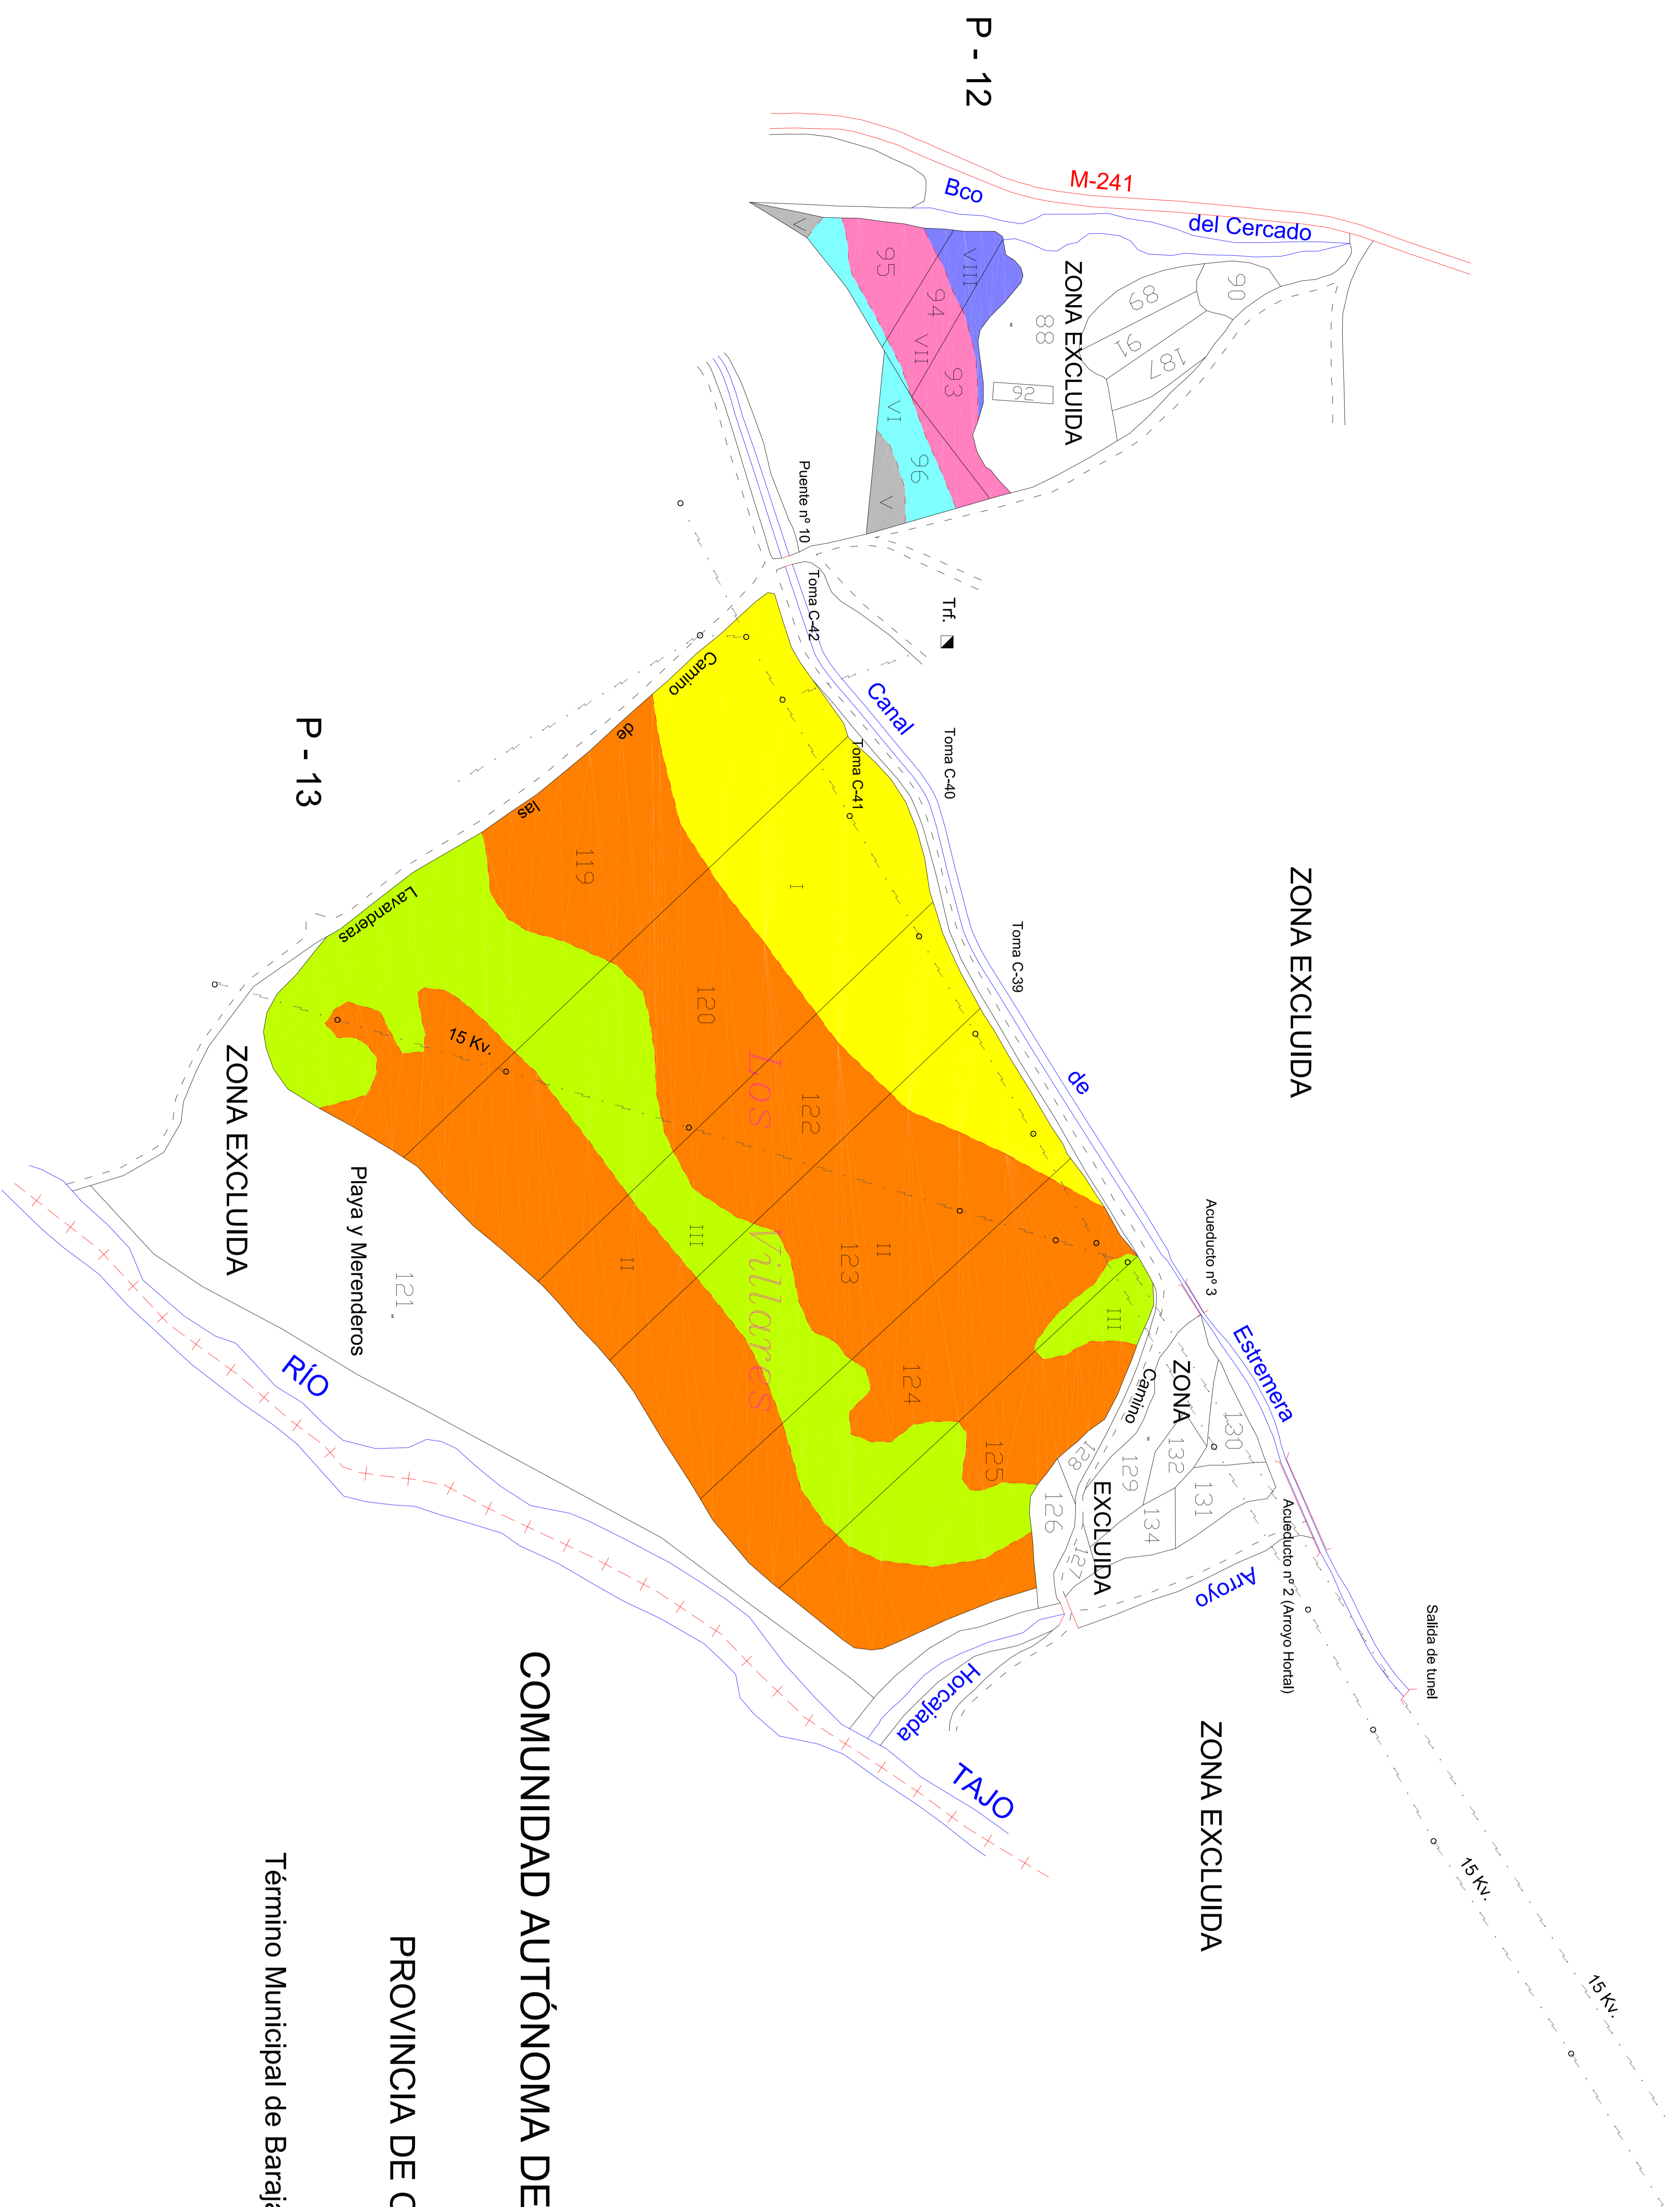 P - 12
M-241
Bco
del Cercado
ZONA EXCLUIDA
90
89
91
187
88
92
VIII
95
94
VII
93
VI
96
V
V
Puente nº 10
Toma C-42
Trf.
Canal
Toma C-40
Toma C-41
Toma C-39
de
Estremera
ZONA EXCLUIDA
Acueducto nº 3
Acueducto nº 2 (Arroyo Hortal)
Salida de tunel
15 Kv.
15 Kv.
ZONA EXCLUIDA
P - 13
Camino
de
las
Lavanderas
I
119
120
122
II
123
124
125
III
III
II
15 Kv.
Los Villares
Camino
ZONA
EXCLUIDA
130
132
129
131
134
128
126
127
Arroyo
Horcajada
ZONA EXCLUIDA
Playa y Merenderos
121
RÍO
TAJO
COMUNIDAD AUTÓNOMA DE
PROVINCIA DE
Término Municipal de